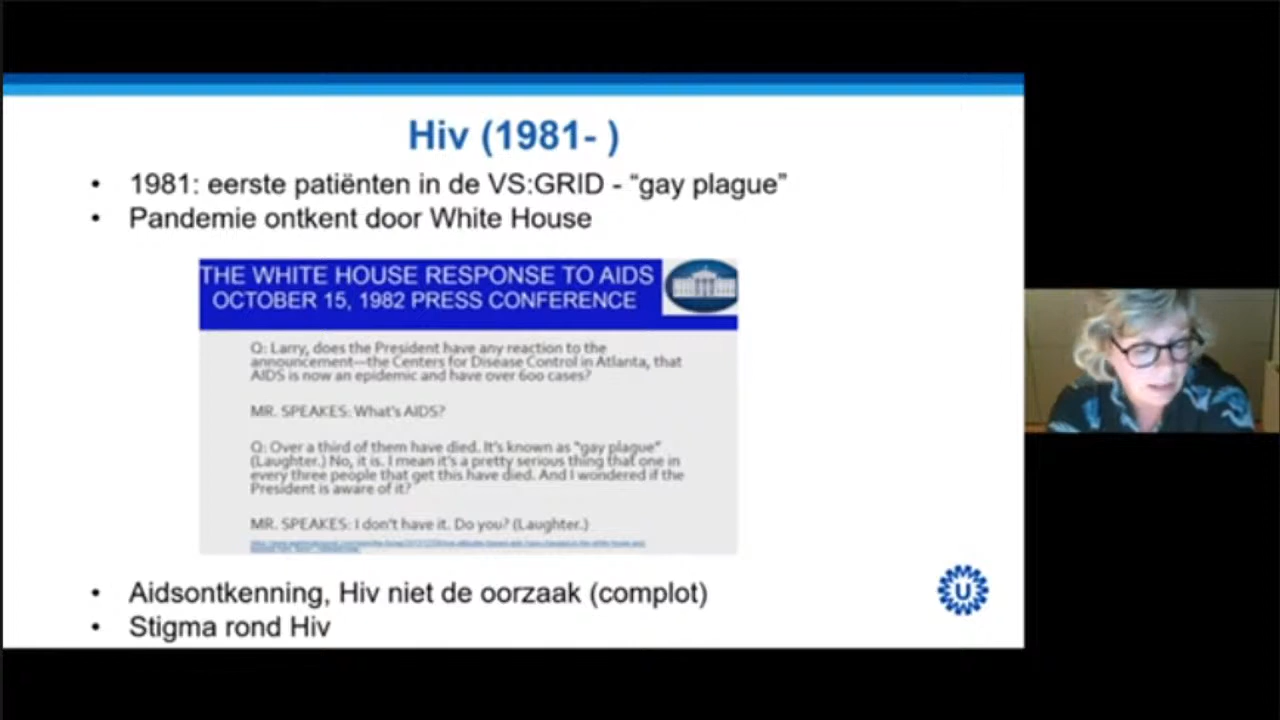 Hiv (1981- )
• 1981: eerste patiënten in de VS:GRID - “gay plague”
• Pandemie ontkent door White House
THE WHITE HOUSE RESPONSE TO AIDS
OCTOBER 15, 1982 PRESS CONFERENCE
Q: Larry, does the President have any reaction to the
announcement—the Centers for Disease Control in Atlanta, that
AIDS is now an epidemic and have over 600 cases?
MR. SPEAKES: What's AIDS?
Q: Over a third of them have died. It's known as "gay plague"
(Laughter.) No, it is. I mean it's a pretty serious thing that one in
every three people that get this have died. And I wondered if the
President is aware of it?
MR. SPEAKES: I don't have it. Do you? (Laughter.)
• Aidsontkenning, Hiv niet de oorzaak (complot)
• Stigma rond Hiv
U